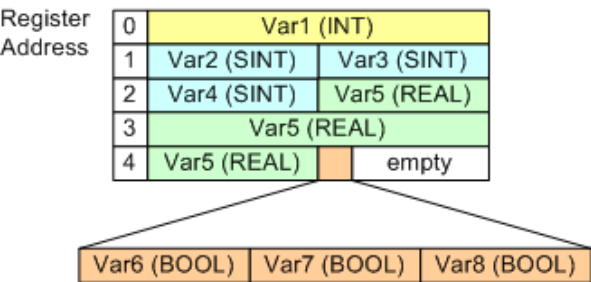 Register
Address
0 Var1 (INT)
1 Var2 (SINT) Var3 (SINT)
2 Var4 (SINT) Var5 (REAL)
3 Var5 (REAL)
4 Var5 (REAL) empty
Var6 (BOOL) Var7 (BOOL) Var8 (BOOL)